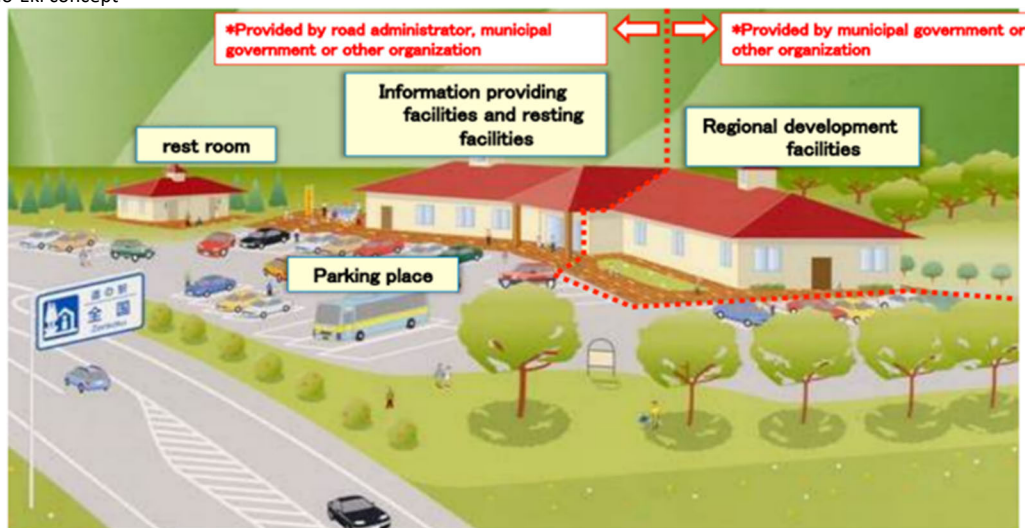 *Provided by road administrator, municipal
government or other organization
*Provided by municipal government or
other organization
Information providing
facilities and resting
facilities
Regional development
facilities
rest room
Parking place
道の駅
全国
Zenkoku